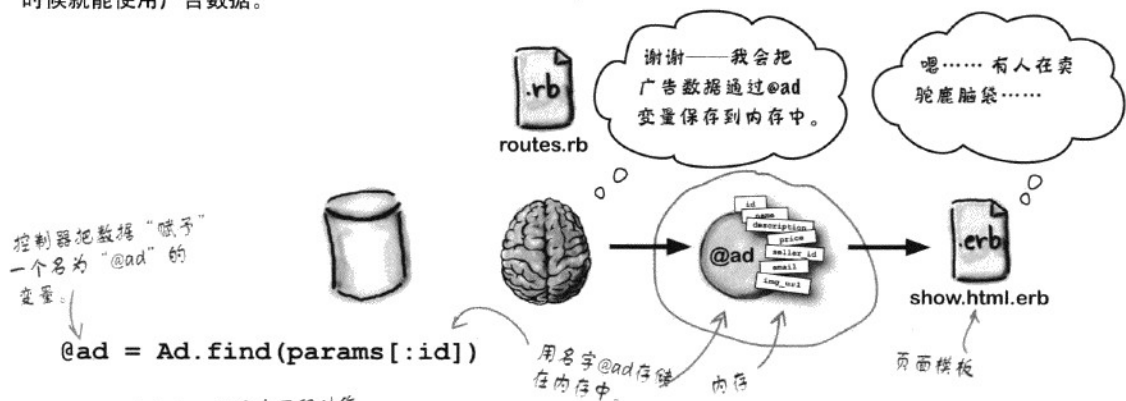 时候就能使用广告数据。
.rb
routes.rb
谢谢——我会把
广告数据通过@ad
变量保存到内存中。
嗯…… 有人在卖
驼鹿脑袋……
控制器把数据“赋予”
一个名为“@ad”的
变量。
id
name
description
price
seller_id
email
img_url
@ad
.erb
show.html.erb
@ad = Ad.find(params[:id])
用名字@ad存储
在内存中。
内存
页面模板